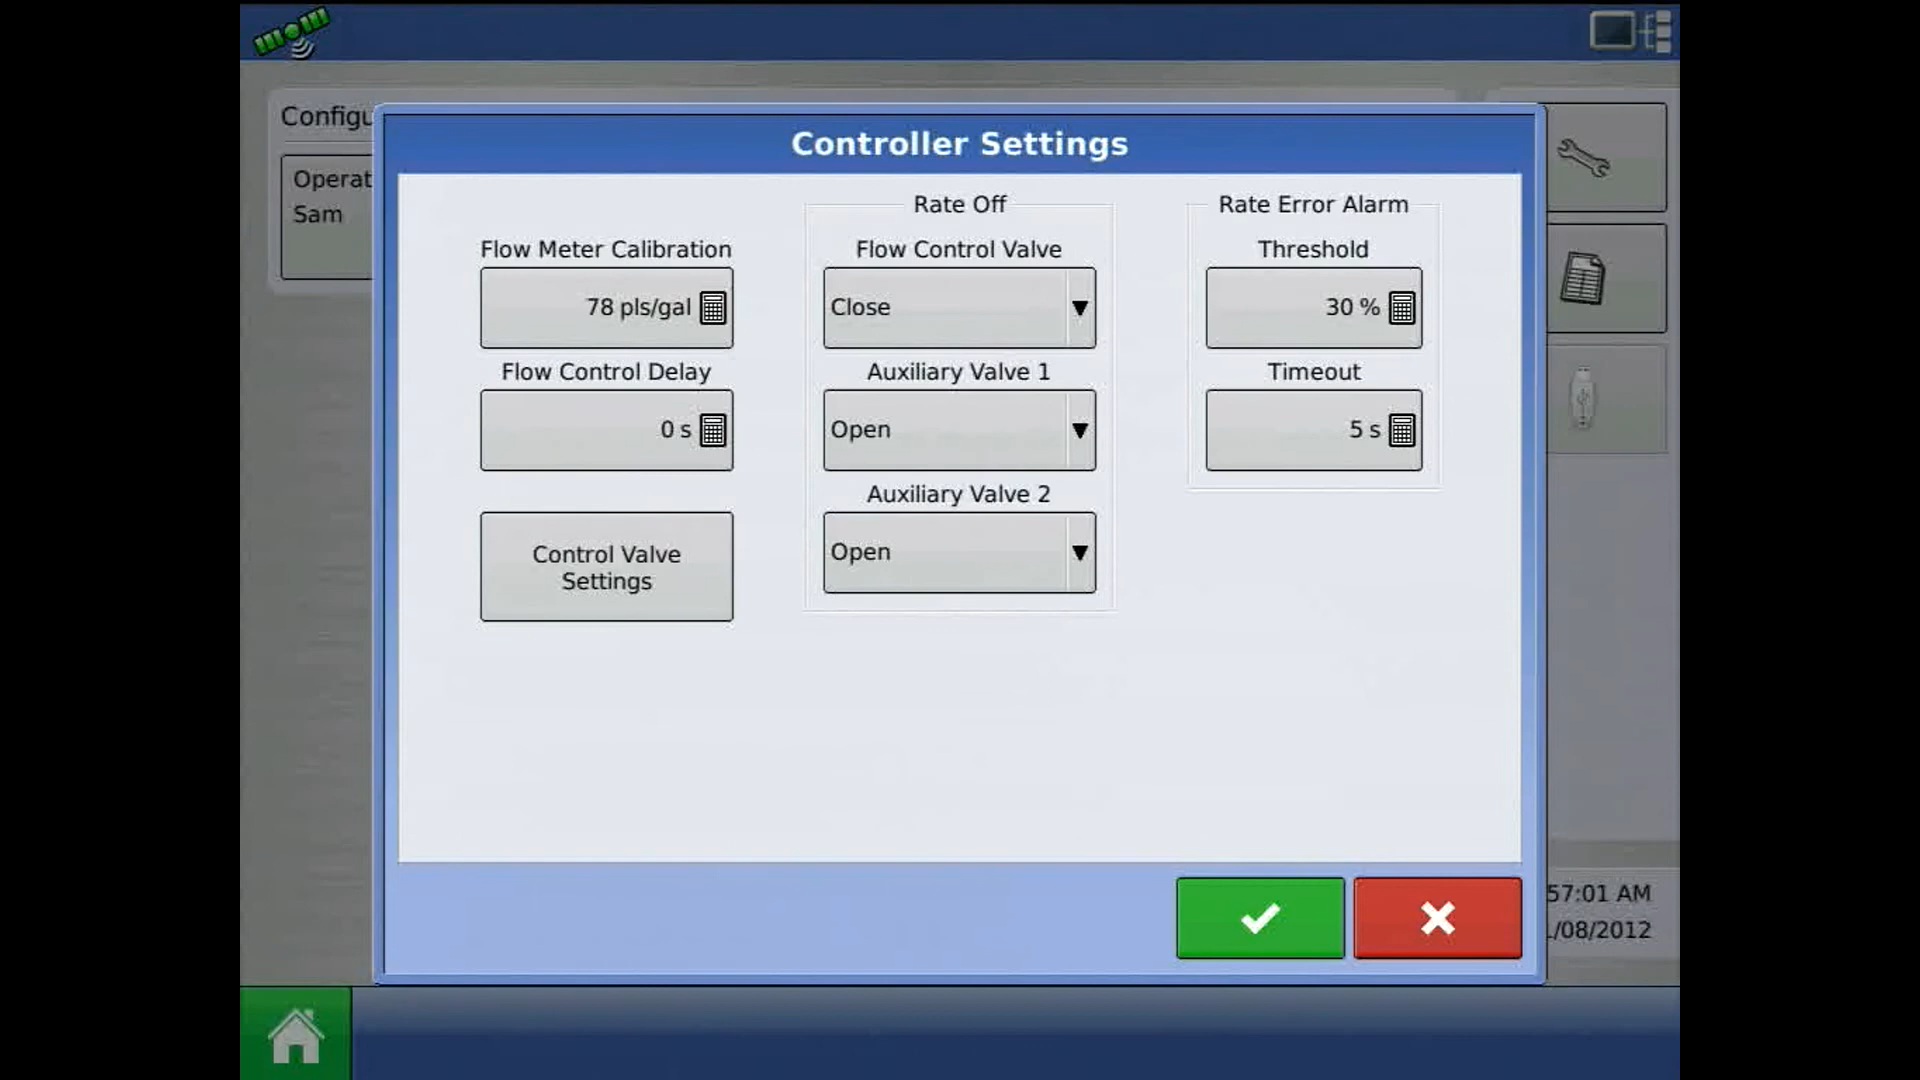 Configu
Operat
Sam
Controller Settings
Flow Meter Calibration
78 pls/gal
Flow Control Delay
0 s
Control Valve
Settings
Rate Off
Flow Control Valve
Close
Auxiliary Valve 1
Open
Auxiliary Valve 2
Open
Rate Error Alarm
Threshold
30 %
Timeout
5 s
57:01 AM
/08/2012